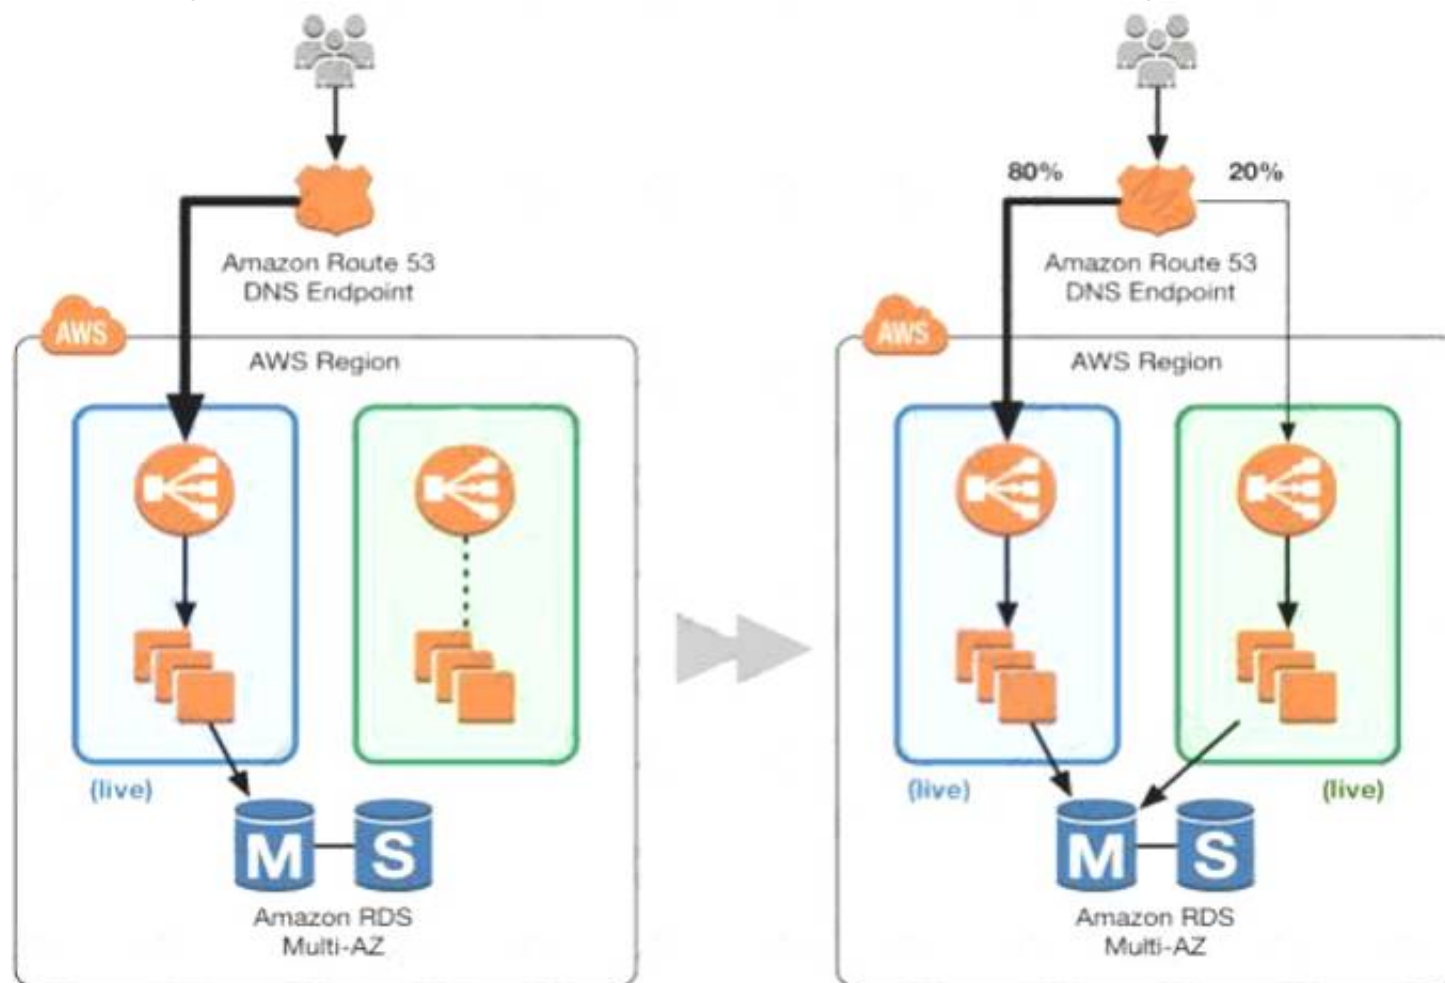 Amazon Route 53
DNS Endpoint
AWS
AWS Region
(live)
M
S
Amazon RDS
Multi-AZ
80%
20%
Amazon Route 53
DNS Endpoint
AWS
AWS Region
(live)
(live)
M
S
Amazon RDS
Multi-AZ